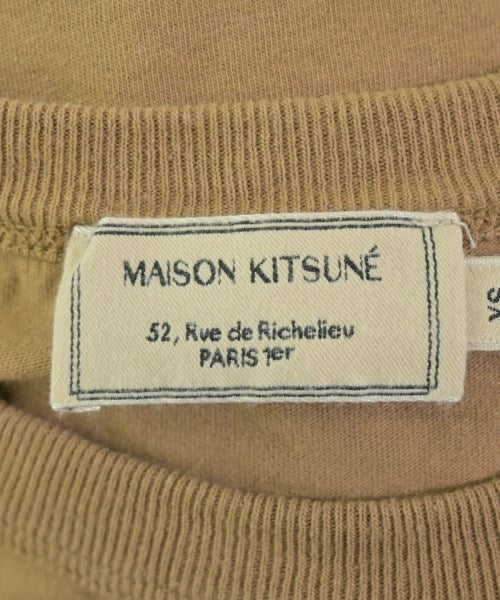 MAISON KITSUNÉ
52, Rue de Richelieu
PARIS 1er
XS